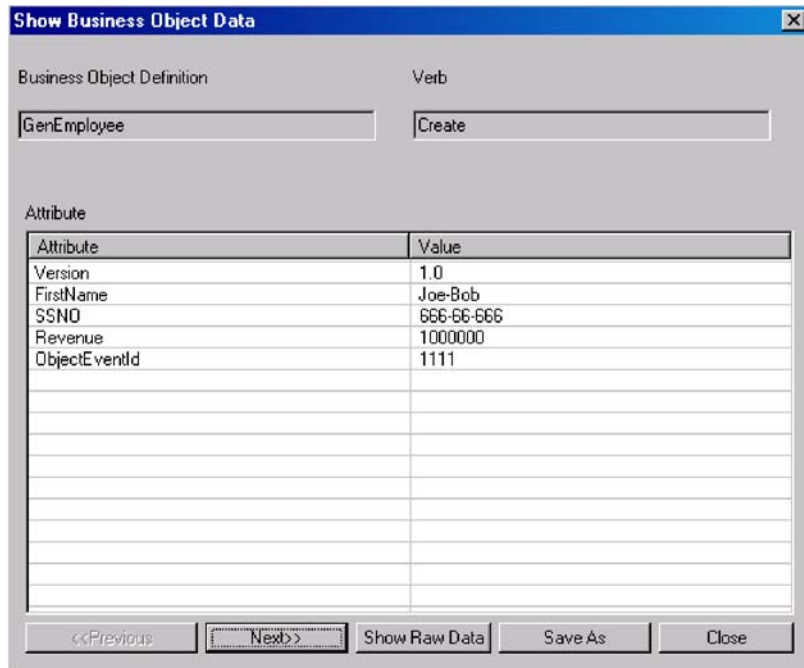 Show Business Object Data
Business Object Definition Verb
GenEmployee Create
Attribute
Attribute Value
Version 1.0
FirstName Joe-Bob
SSNO 666-66-666
Revenue 1000000
ObjectEventId 1111
<<Previous Next>> Show Raw Data Save As Close